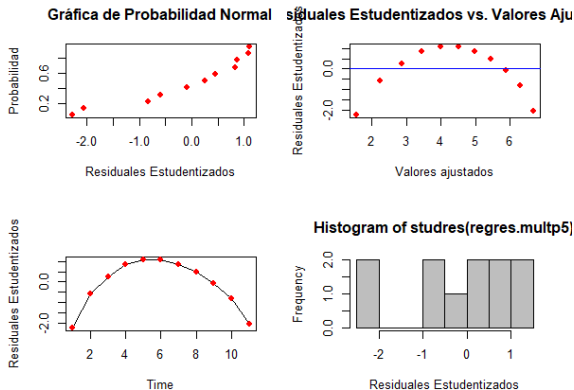 Gráfica de Probabilidad Normal
Probabilidad
0.2 0.6
-2.0 -1.0 0.0 1.0
Residuales Estudentizados
siduales Estudentizados vs. Valores Aju
Residuales Estudentizados
-2.0 0.0
2 3 4 5 6
Valores ajustados
Residuales Estudentizados
-2.0 0.0
2 4 6 8 10
Time
Histogram of studres(regres.multp5)
Frequency
0.0 1.0 2.0
-2 -1 0 1
Residuales Estudentizados